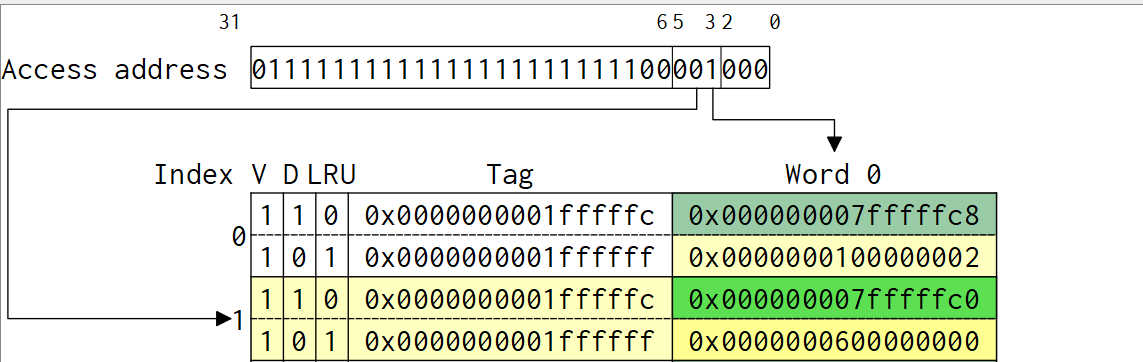 31 6 5 3 2 0
Access address 01111111111111111111111100001000
Index V D LRU Tag Word 0
1 1 0 0x0000000001fffffc 0x000000007fffffc8
0
1 0 1 0x0000000001ffffff 0x0000000100000002
1 1 0 0x0000000001fffffc 0x000000007fffffc0
1
1 0 1 0x0000000001ffffff 0x0000000600000000